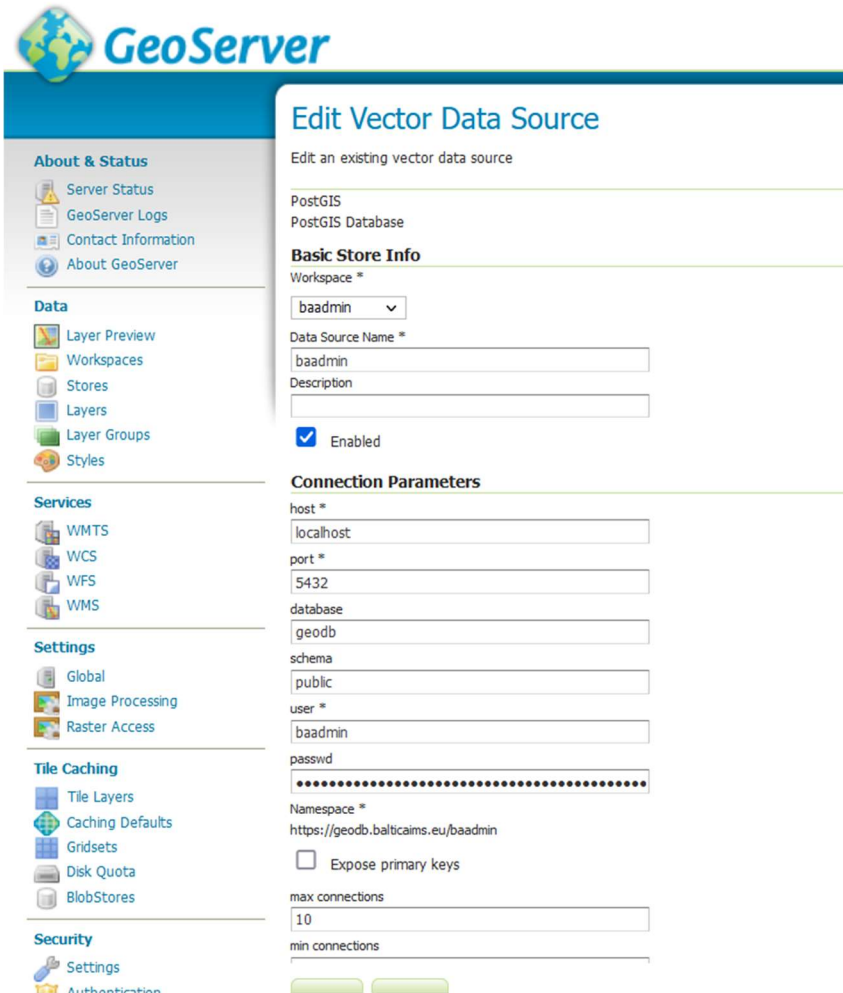 GeoServer
About & Status
Server Status
GeoServer Logs
Contact Information
About GeoServer
Data
Layer Preview
Workspaces
Stores
Layers
Layer Groups
Styles
Services
WMTS
WCS
WFS
WMS
Settings
Global
Image Processing
Raster Access
Tile Caching
Tile Layers
Caching Defaults
Gridsets
Disk Quota
BlobStores
Security
Settings
Authentication
Edit Vector Data Source
Edit an existing vector data source
PostGIS
PostGIS Database
Basic Store Info
Workspace *
baadmin
Data Source Name *
baadmin
Description
Enabled
Connection Parameters
host *
localhost
port *
5432
database
geodb
schema
public
user *
baadmin
passwd
••••••••••••••••••••••••••••••••••••••••••••
Namespace *
https://geodb.balticaims.eu/baadmin
Expose primary keys
max connections
10
min connections